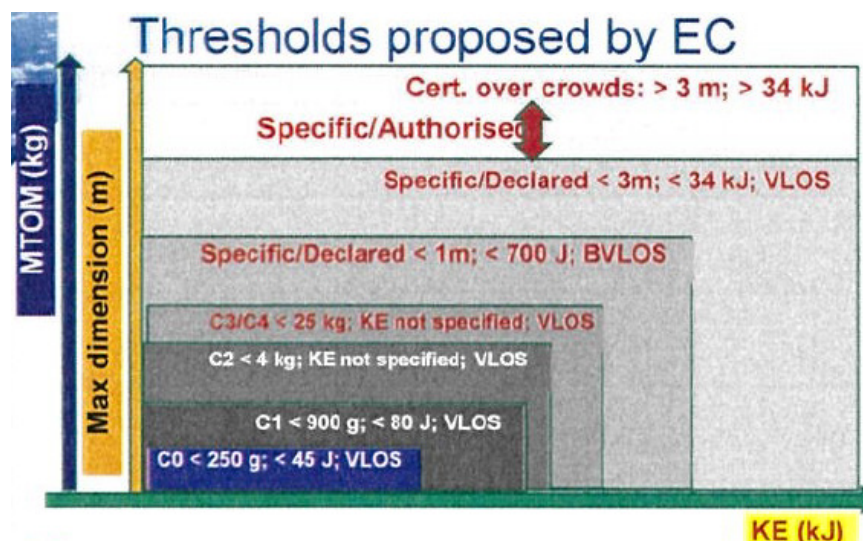 Thresholds proposed by EC
MTOM (kg)
Max dimension (m)
Cert. over crowds: > 3 m; > 34 kJ
Specific/Authorised
Specific/Declared < 3m; < 34 kJ; VLOS
Specific/Declared < 1m; < 700 J; BVLOS
C3/C4 < 25 kg; KE not specified; VLOS
C2 < 4 kg; KE not specified; VLOS
C1 < 900 g; < 80 J; VLOS
C0 < 250 g; < 45 J; VLOS
KE (kJ)